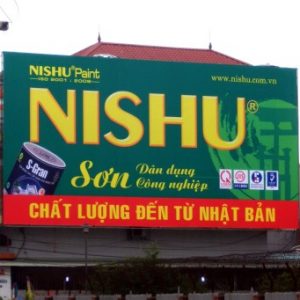 NISHU® Paint
ISO 9001 : 2008
www.nishu.com.vn
NISHU®
Sơn Dân dụng
Công nghiệp
S-Gran
CHẤT LƯỢNG ĐẾN TỪ NHẬT BẢN